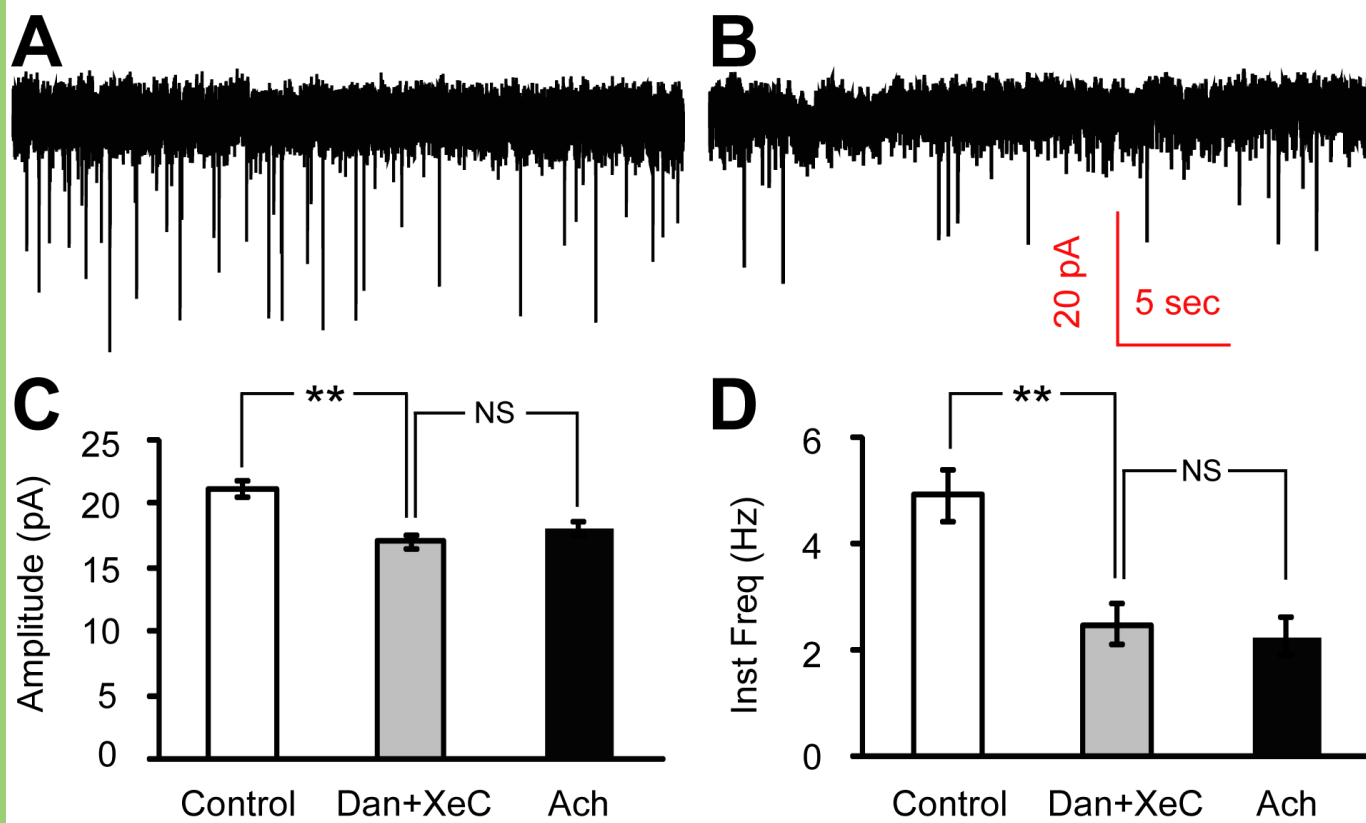 A
B
20 pA
5 sec
C
**
NS
25
20
15
10
5
0
Amplitude (pA)
Control
Dan+XeC
Ach
D
**
NS
6
4
2
0
Inst Freq (Hz)
Control
Dan+XeC
Ach